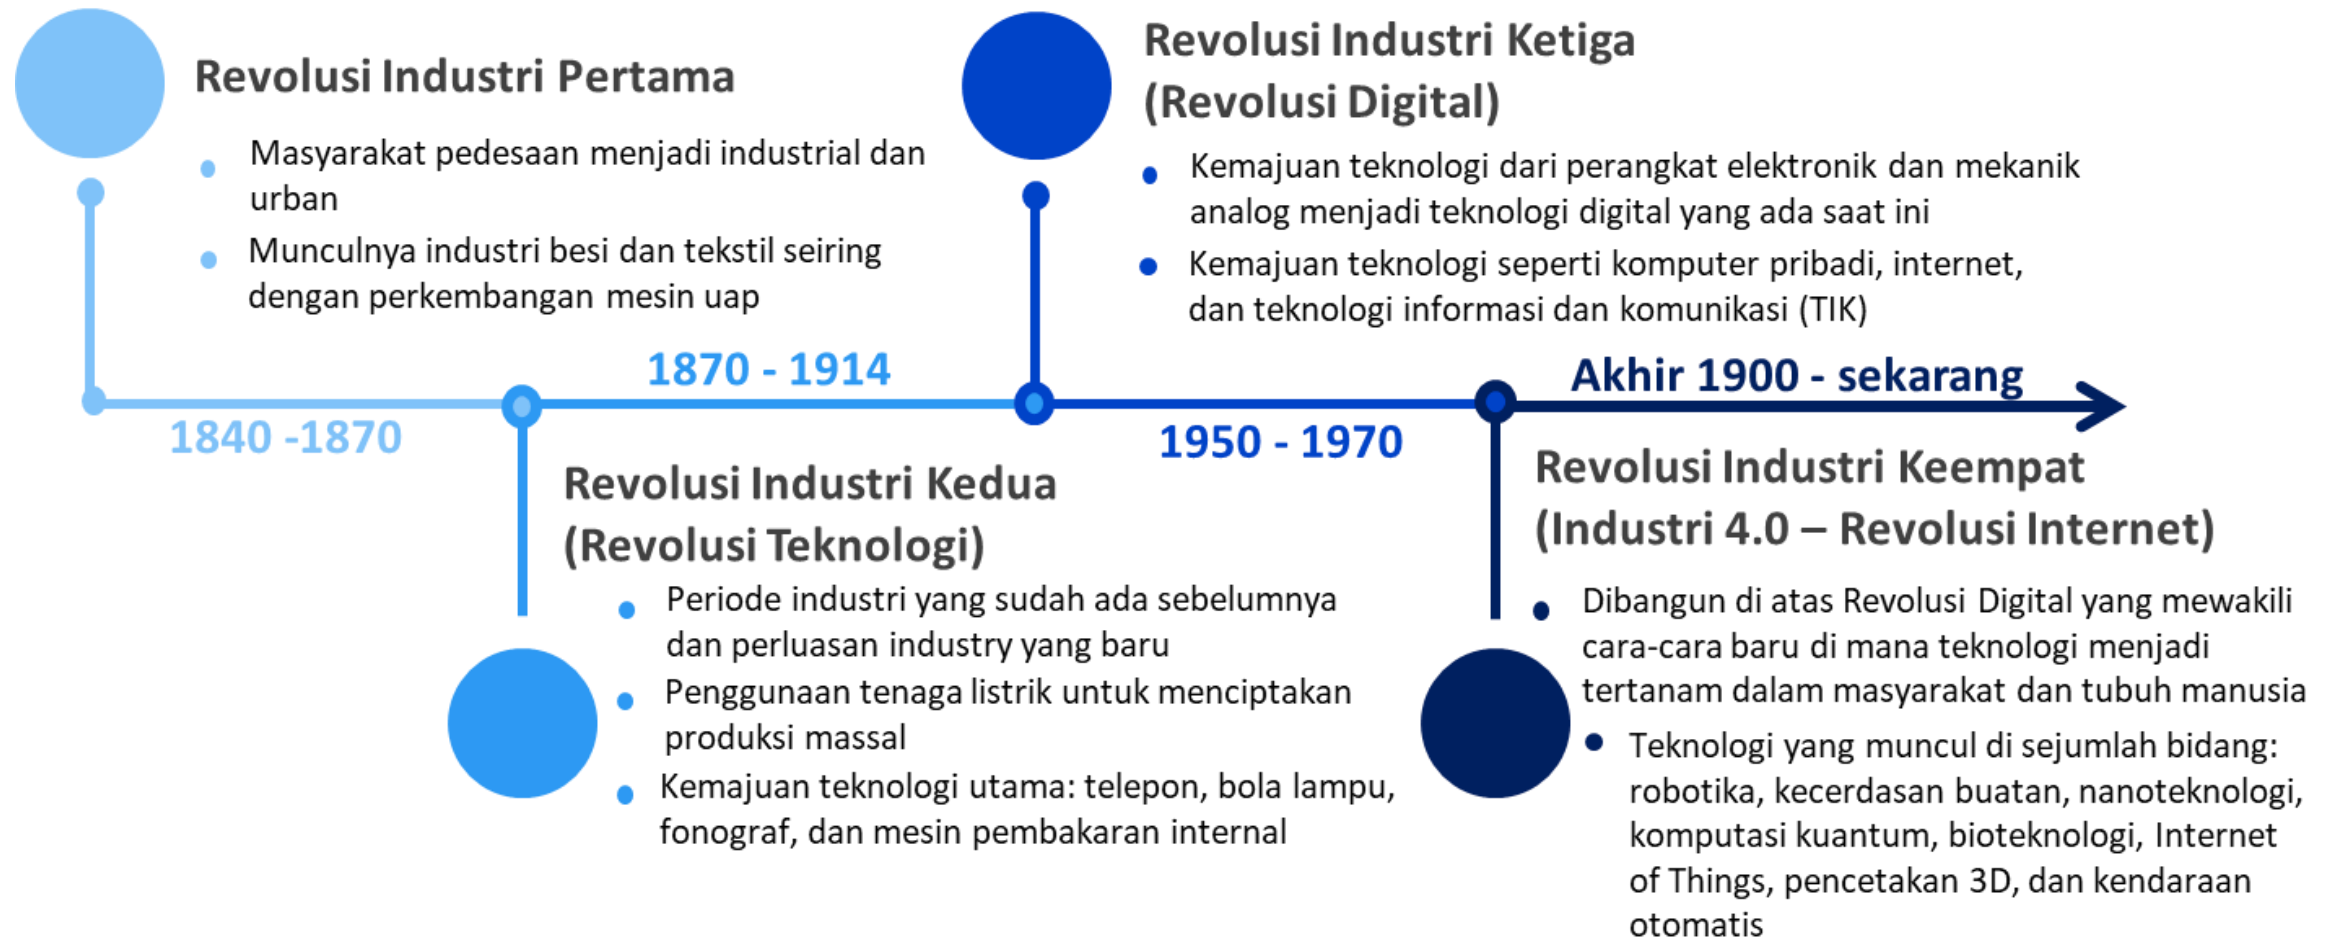 Revolusi Industri Pertama
Masyarakat pedesaan menjadi industrial dan
urban
Munculnya industri besi dan tekstil seiring
dengan perkembangan mesin uap
1840 -1870
1870 - 1914
Revolusi Industri Kedua
(Revolusi Teknologi)
Periode industri yang sudah ada sebelumnya
dan perluasan industry yang baru
Penggunaan tenaga listrik untuk menciptakan
produksi massal
Kemajuan teknologi utama: telepon, bola lampu,
fonograf, dan mesin pembakaran internal
Revolusi Industri Ketiga
(Revolusi Digital)
Kemajuan teknologi dari perangkat elektronik dan mekanik
analog menjadi teknologi digital yang ada saat ini
Kemajuan teknologi seperti komputer pribadi, internet,
dan teknologi informasi dan komunikasi (TIK)
1950 - 1970
Akhir 1900 - sekarang
Revolusi Industri Keempat
(Industri 4.0 – Revolusi Internet)
Dibangun di atas Revolusi Digital yang mewakili
cara-cara baru di mana teknologi menjadi
tertanam dalam masyarakat dan tubuh manusia
Teknologi yang muncul di sejumlah bidang:
robotika, kecerdasan buatan, nanoteknologi,
komputasi kuantum, bioteknologi, Internet
of Things, pencetakan 3D, dan kendaraan
otomatis